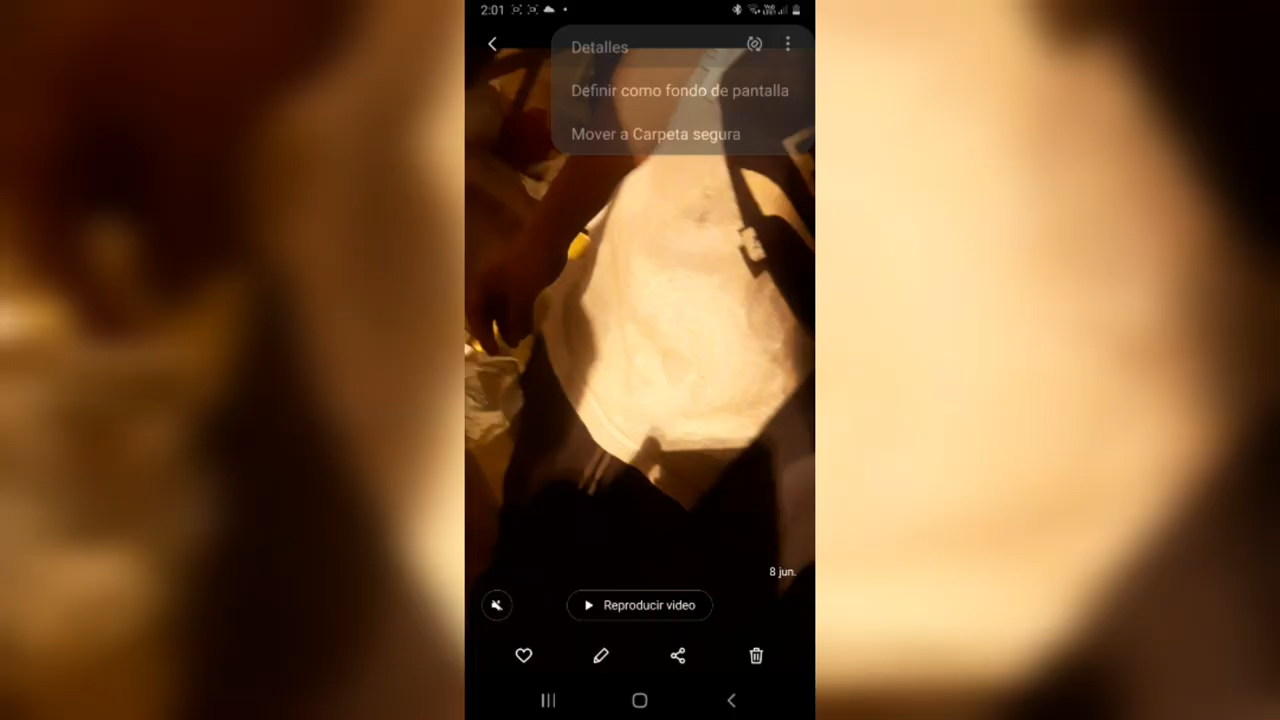 2:01
Detalles
Definir como fondo de pantalla
Mover a Carpeta segura
8 jun.
Reproducir video